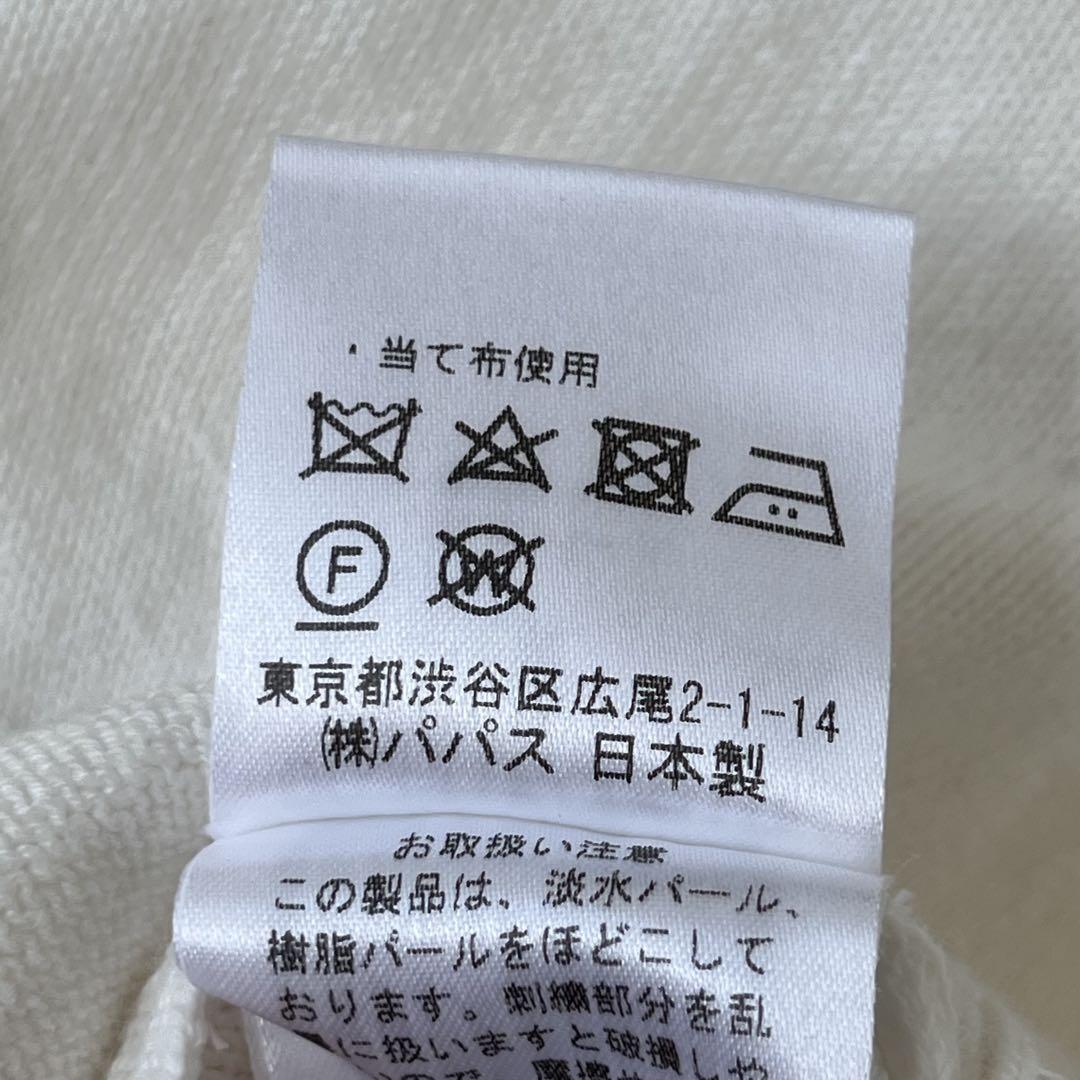 ・当て布使用
F W
東京都渋谷区広尾2-1-14
(株)パパス 日本製
お取扱い注意
この製品は、淡水パール、
樹脂パールをほどこして
おります。刺繍部分を乱
に扱いますと破損しや